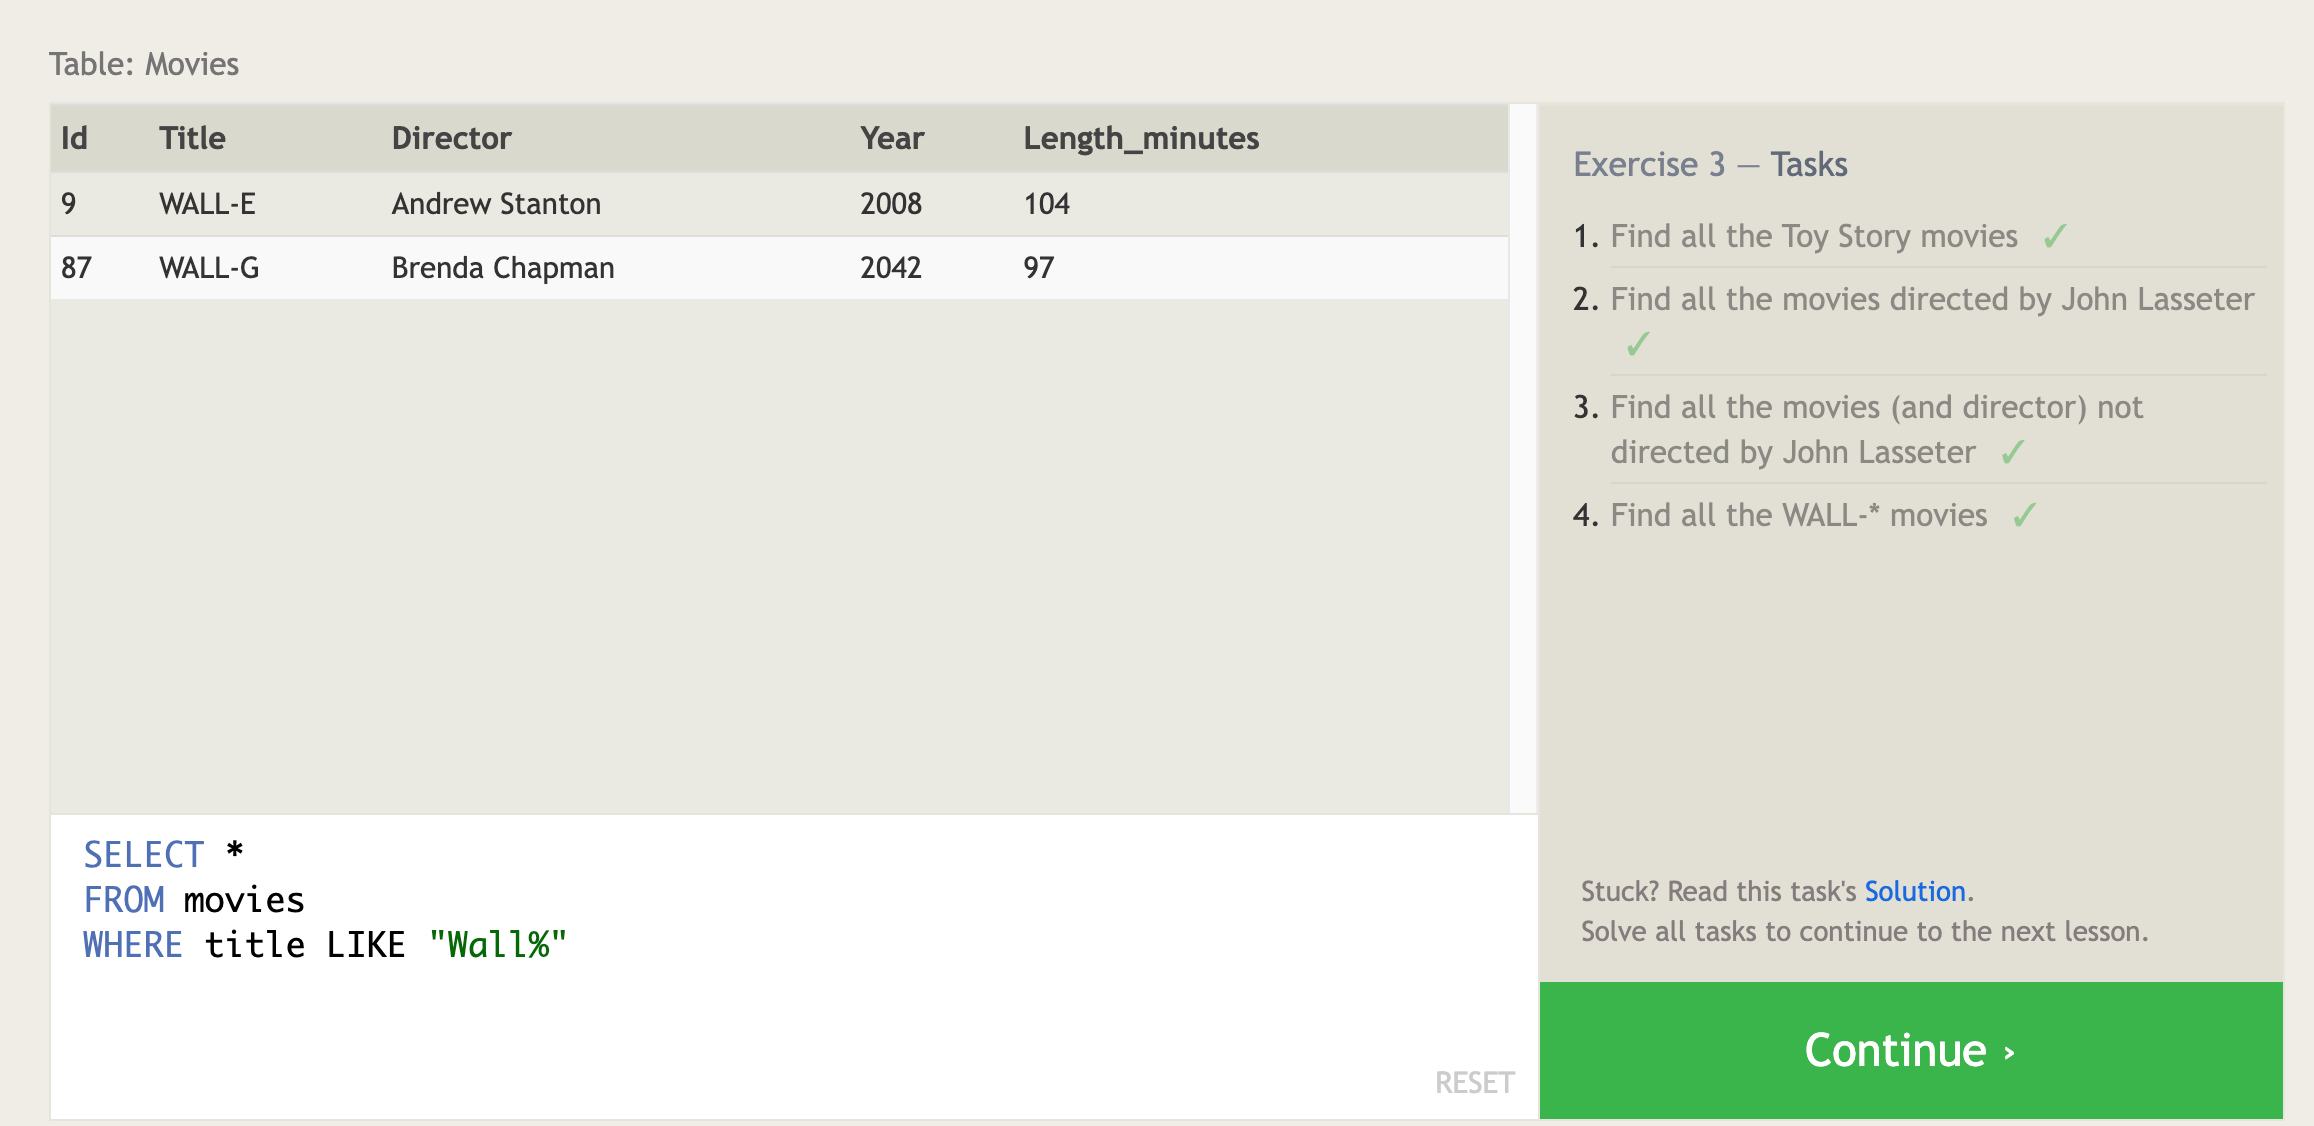 Table: Movies
Id Title Director Year Length_minutes
9 WALL-E Andrew Stanton 2008 104
87 WALL-G Brenda Chapman 2042 97
SELECT *
FROM movies
WHERE title LIKE "Wall%"
RESET
Exercise 3 — Tasks
1. Find all the Toy Story movies ✓
2. Find all the movies directed by John Lasseter
✓
3. Find all the movies (and director) not
directed by John Lasseter ✓
4. Find all the WALL-* movies ✓
Stuck? Read this task's Solution.
Solve all tasks to continue to the next lesson.
Continue ›